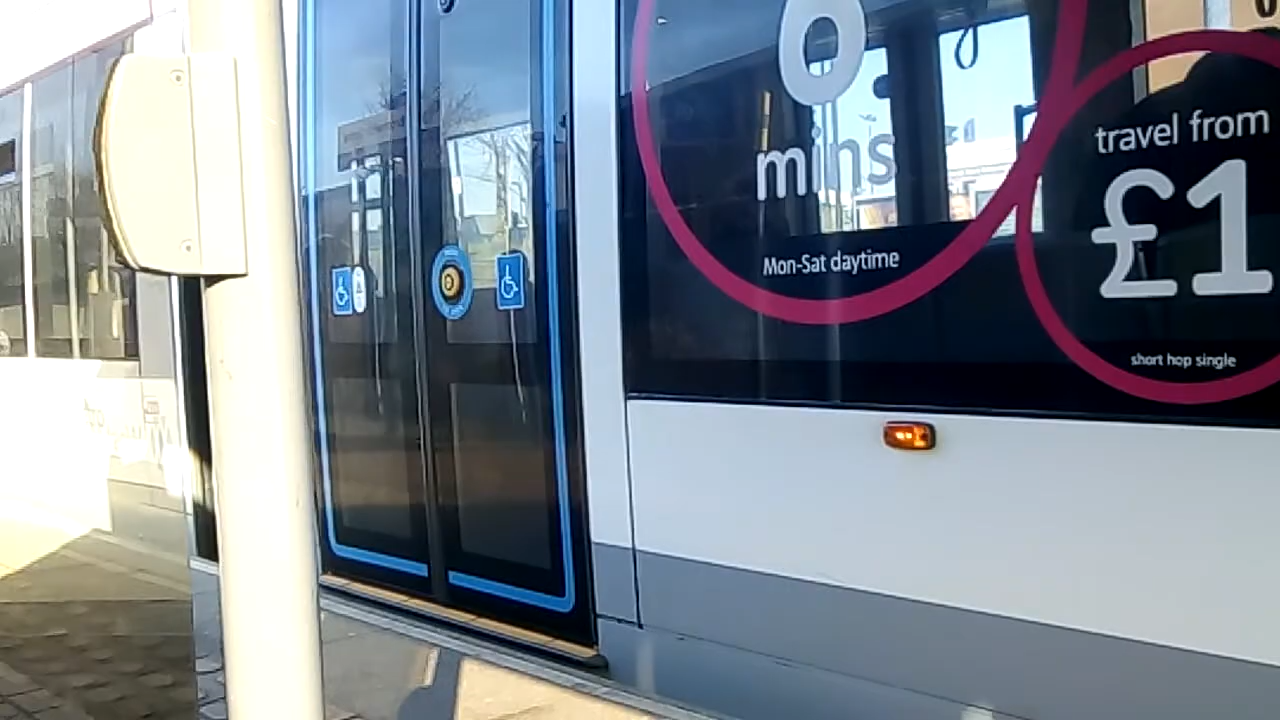 0
mins
Mon-Sat daytime
travel from
£1
short hop single